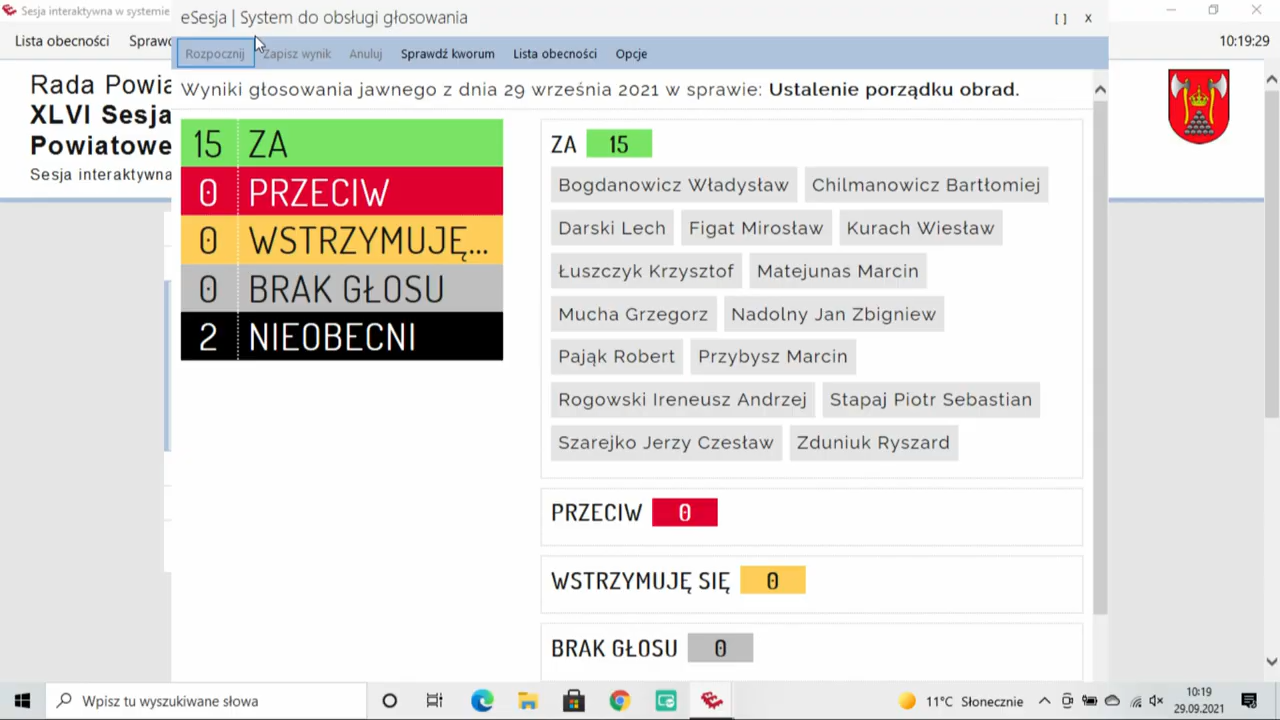 Sesja interaktywna w systemie
eSesja | System do obsługi głosowania
[ ] x
Lista obecności Spraw
Rozpocznij Zapisz wynik Anuluj Sprawdź kworum Lista obecności Opcje
10:19:29
Rada Powia
XLVI Sesja
Powiatowe
Sesja interaktywna
Wyniki głosowania jawnego z dnia 29 września 2021 w sprawie: Ustalenie porządku obrad.
15 ZA
0 PRZECIW
0 WSTRZYMUJĘ...
0 BRAK GŁOSU
2 NIEOBECNI
ZA 15
Bogdanowicz Władysław Chilmanowicz Bartłomiej
Darski Lech Figat Mirosław Kurach Wiesław
Łuszczyk Krzysztof Matejunas Marcin
Mucha Grzegorz Nadolny Jan Zbigniew
Pająk Robert Przybysz Marcin
Rogowski Ireneusz Andrzej Stapaj Piotr Sebastian
Szarejko Jerzy Czesław Zduniuk Ryszard
PRZECIW 0
WSTRZYMUJĘ SIĘ 0
BRAK GŁOSU 0
Wpisz tu wyszukiwane słowa
11°C Słonecznie
10:19
29.09.2021